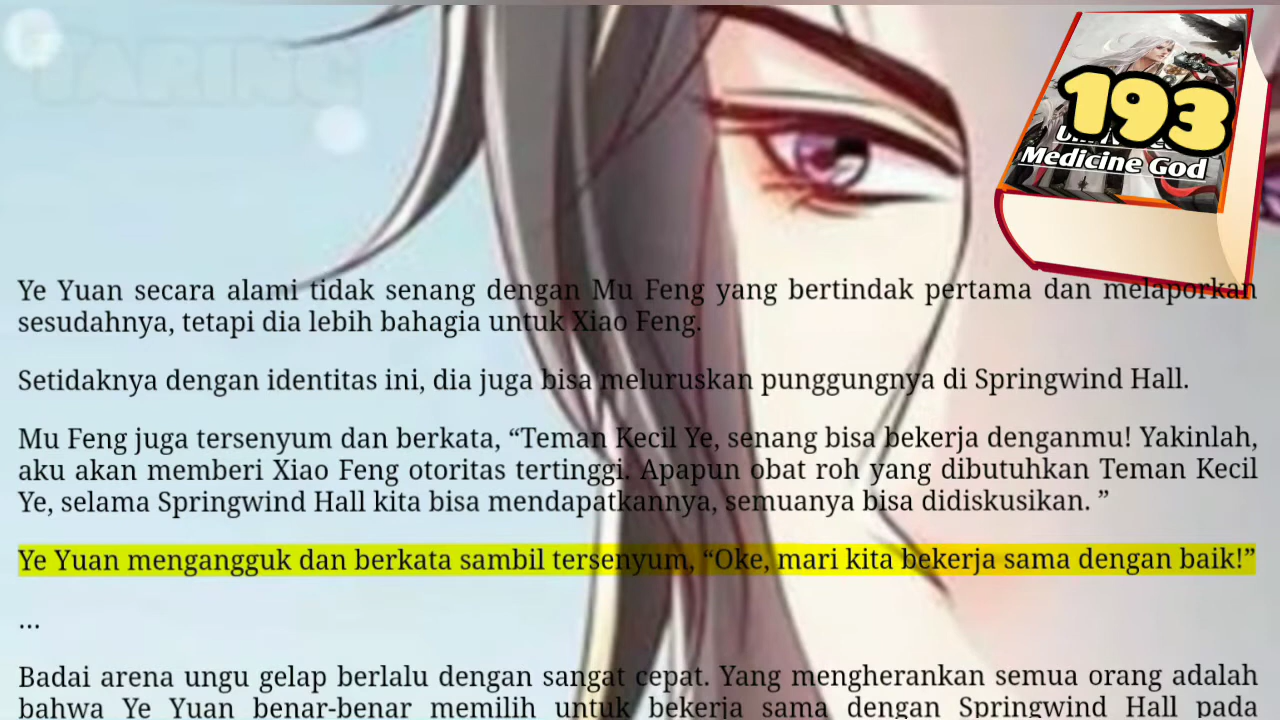 TARING
193
Medicine God
Ye Yuan secara alami tidak senang dengan Mu Feng yang bertindak pertama dan melaporkan
sesudahnya, tetapi dia lebih bahagia untuk Xiao Feng.
Setidaknya dengan identitas ini, dia juga bisa meluruskan punggungnya di Springwind Hall.
Mu Feng juga tersenyum dan berkata, “Teman Kecil Ye, senang bisa bekerja denganmu! Yakinlah,
aku akan memberi Xiao Feng otoritas tertinggi. Apapun obat roh yang dibutuhkan Teman Kecil
Ye, selama Springwind Hall kita bisa mendapatkannya, semuanya bisa didiskusikan. ”
Ye Yuan mengangguk dan berkata sambil tersenyum, “Oke, mari kita bekerja sama dengan baik!”
...
Badai arena ungu gelap berlalu dengan sangat cepat. Yang mengherankan semua orang adalah
bahwa Ye Yuan benar-benar memilih untuk bekerja sama dengan Springwind Hall pada